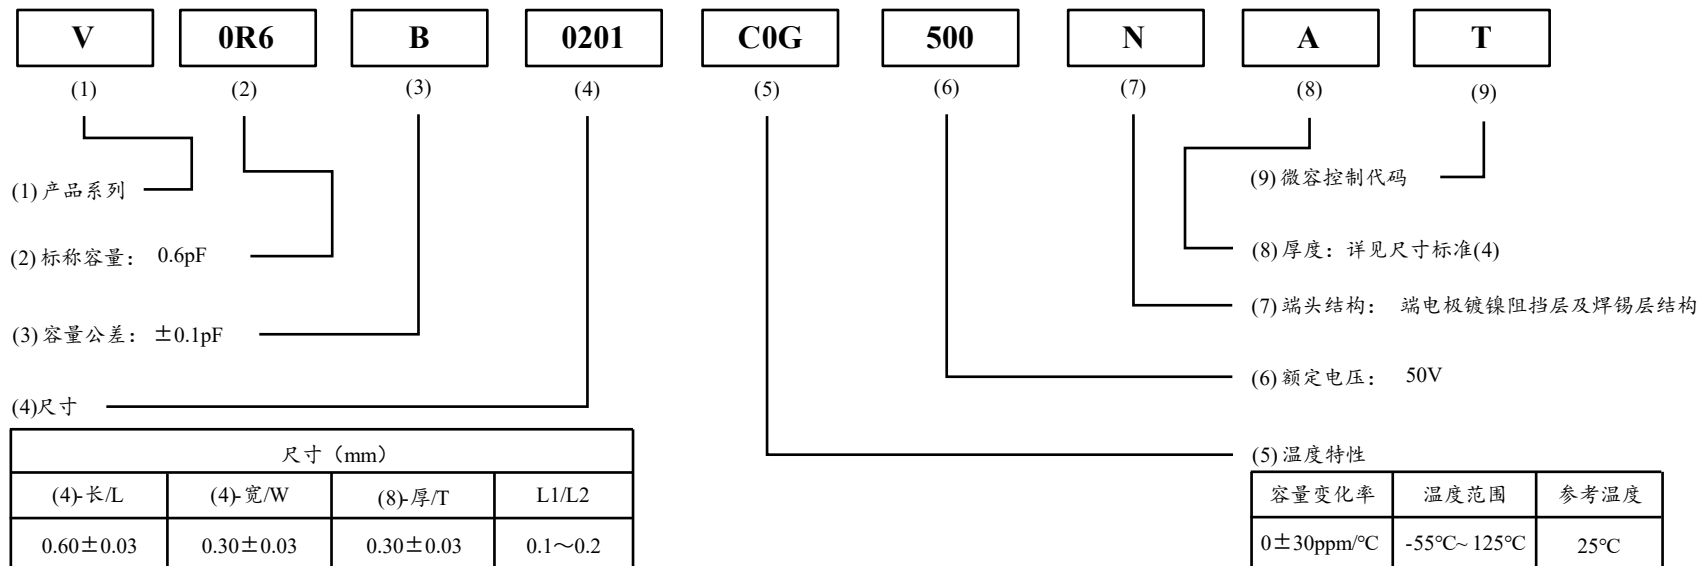 V 0R6 B 0201 C0G 500 N A T
(1) (2) (3) (4) (5) (6) (7) (8) (9)
(1)产品系列
(2)标称容量： 0.6pF
(3)容量公差： ±0.1pF
(4)尺寸
尺寸（mm）
(4)-长/L (4)-宽/W (8)-厚/T L1/L2
0.60±0.03 0.30±0.03 0.30±0.03 0.1～0.2
(9)微容控制代码
(8)厚度：详见尺寸标准(4)
(7)端头结构： 端电极镀镍阻挡层及焊锡层结构
(6)额定电压： 50V
(5)温度特性
容量变化率 温度范围 参考温度
0±30ppm/℃ -55℃~125℃ 25℃